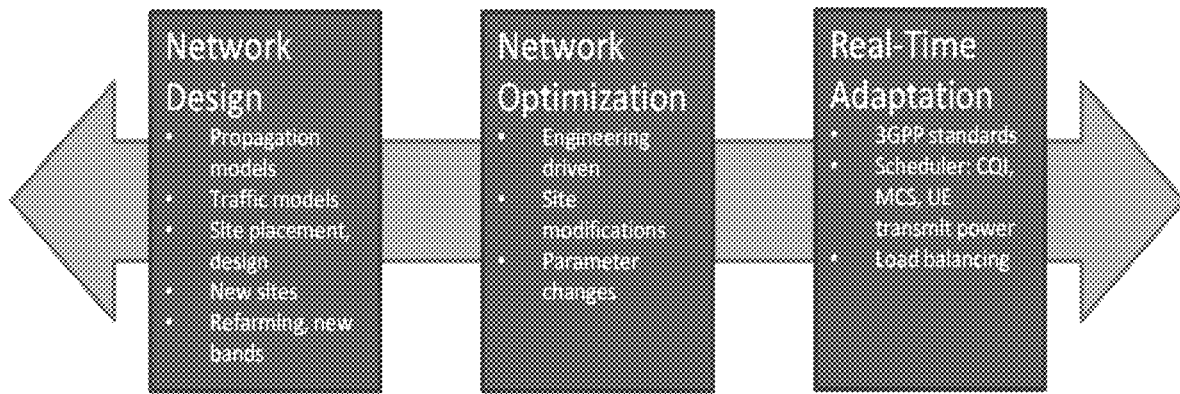 Network
Design
• Propagation
models
• Traffic models
• Site placement,
design
• New sites
• Refarming, new
bands
Network
Optimization
• Engineering
driven
• Site
modifications
• Parameter
changes
Real-Time
Adaptation
• 3GPP standards
• Scheduler: CQI,
MCS, UE
transmit power
• Load balancing